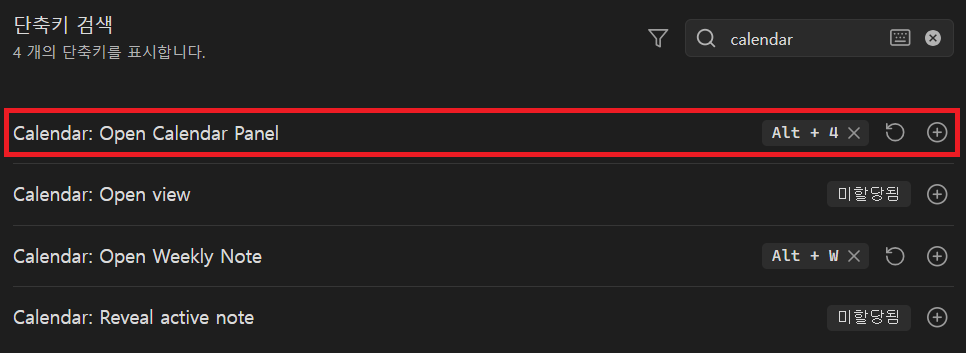 단축키 검색
4 개의 단축키를 표시합니다.
calendar
Calendar: Open Calendar Panel Alt + 4
Calendar: Open view 미할당됨
Calendar: Open Weekly Note Alt + W
Calendar: Reveal active note 미할당됨